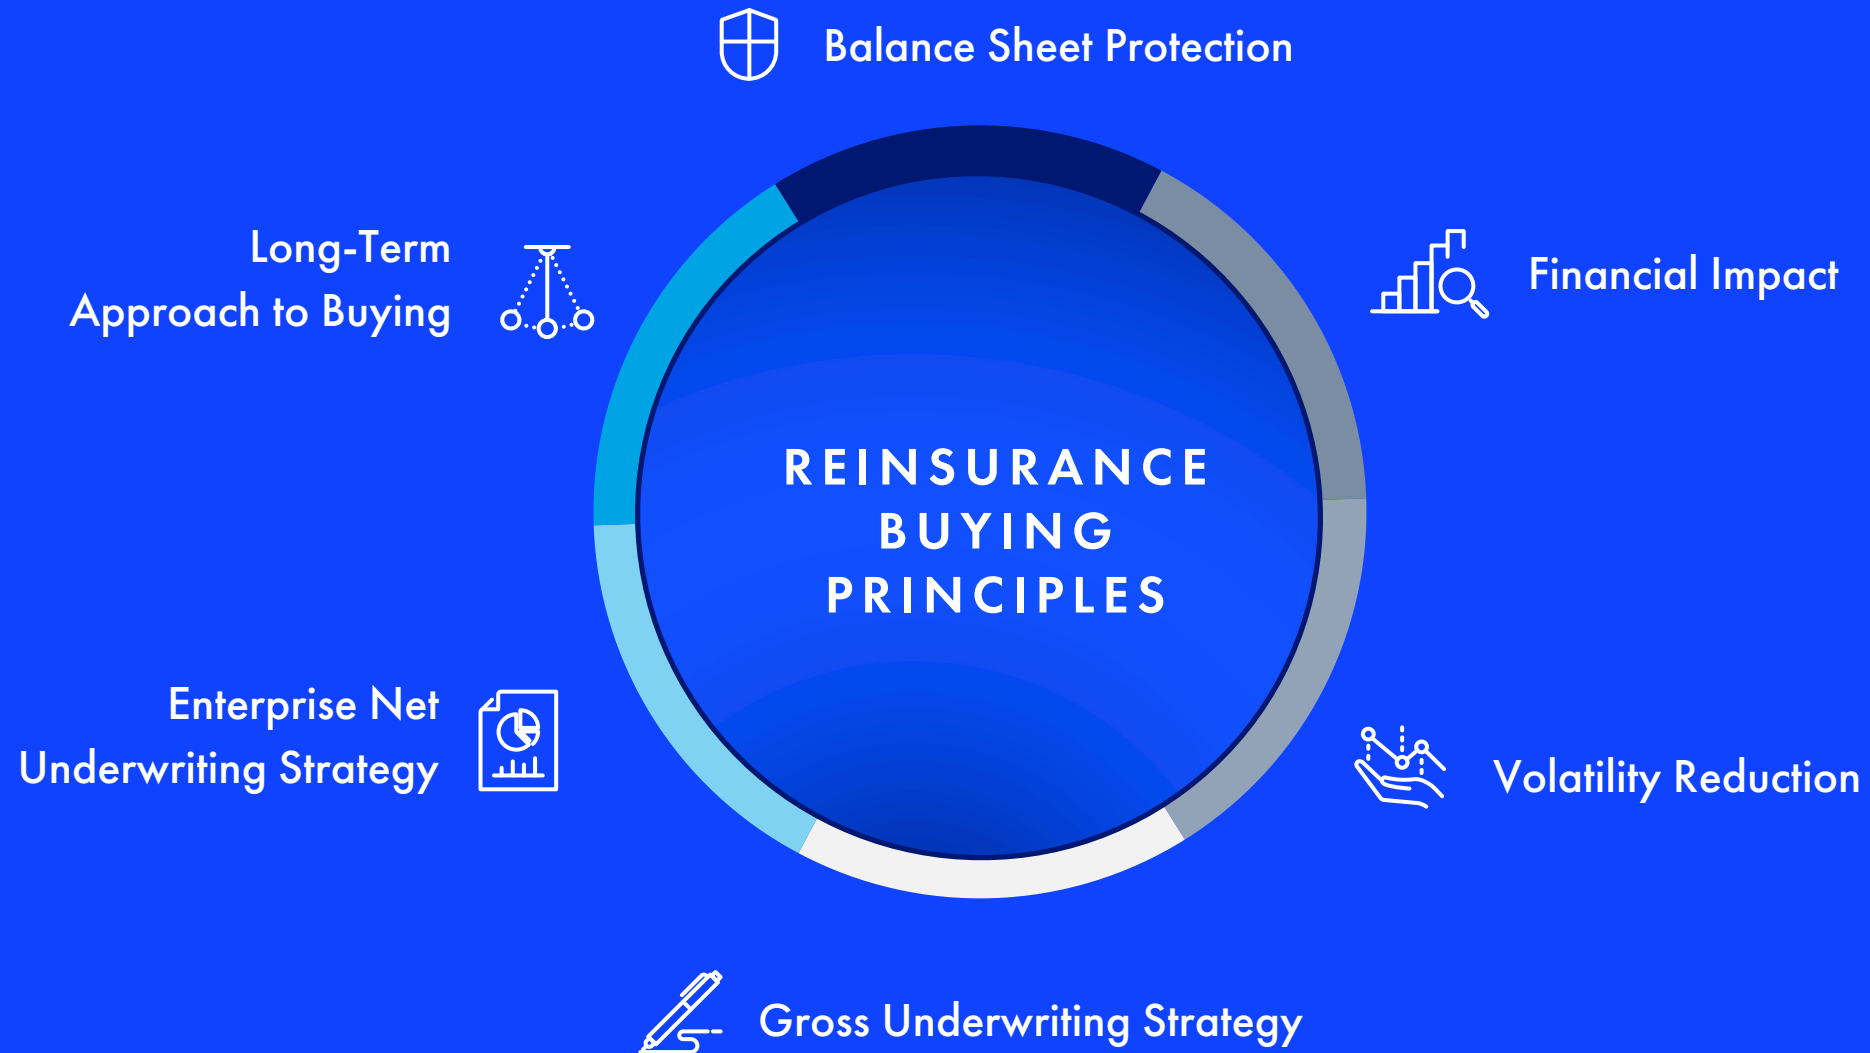 Balance Sheet Protection
Long-Term
Approach to Buying
Financial Impact
REINSURANCE
BUYING
PRINCIPLES
Enterprise Net
Underwriting Strategy
Volatility Reduction
Gross Underwriting Strategy